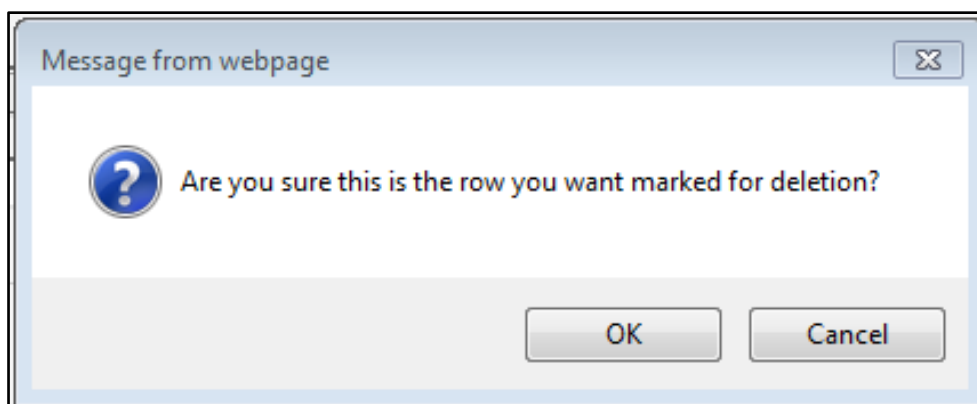 Message from webpage
Are you sure this is the row you want marked for deletion?
OK
Cancel